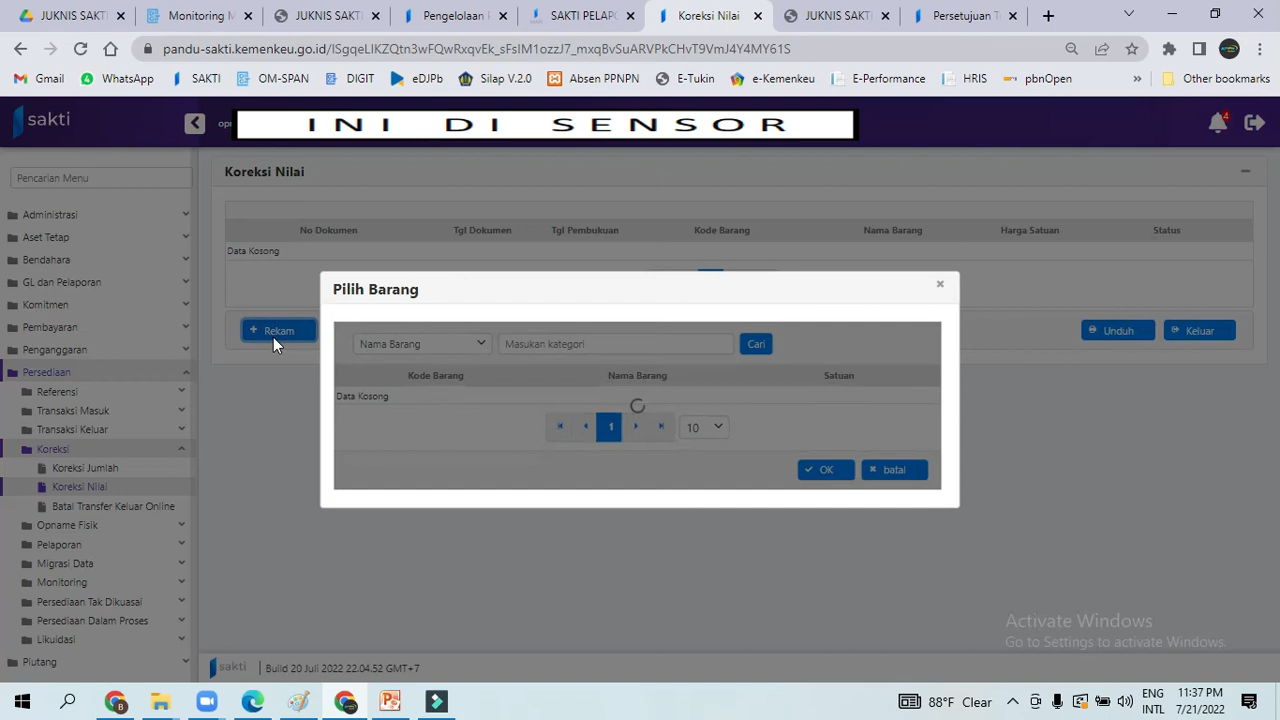 JUKNIS SAKTI
Monitoring M
JUKNIS SAKTI
Pengelolaan B
SAKTI PELAPO
Koreksi Nilai
JUKNIS SAKTI
Persetujuan T
pandu-sakti.kemenkeu.go.id/ISgqeLIKZQtn3wFQwRxqvEk_sFsIM1ozzJ7_mxqBvSuARVPkCHvT9VmJ4Y4MY61S
Gmail
WhatsApp
SAKTI
OM-SPAN
DIGIT
eDJPb
Silap V.2.0
Absen PPNPN
E-Tukin
e-Kemenkeu
E-Performance
HRIS
pbnOpen
»
Other bookmarks
sakti
INI DI SENSOR
4
Pencarian Menu
Administrasi
Aset Tetap
Bendahara
GL dan Pelaporan
Komitmen
Pembayaran
Penganggaran
Persediaan
Referensi
Transaksi Masuk
Transaksi Keluar
Koreksi
Koreksi Jumlah
Koreksi Nilai
Batal Transfer Keluar Online
Opname Fisik
Pelaporan
Migrasi Data
Monitoring
Persediaan Tak Dikuasai
Persediaan Dalam Proses
Likuidasi
Piutang
Koreksi Nilai
No Dokumen Tgl Dokumen Tgl Pembukuan Kode Barang Nama Barang Harga Satuan Status
Data Kosong
Rekam
Unduh
Keluar
Pilih Barang
×
Nama Barang
Masukan kategori
Cari
Kode Barang Nama Barang Satuan
Data Kosong
1
10
OK
batal
Activate Windows
Go to Settings to activate Windows.
sakti
Build 20 Juli 2022 22.04.52 GMT+7
88°F Clear
ENG
INTL
11:37 PM
7/21/2022